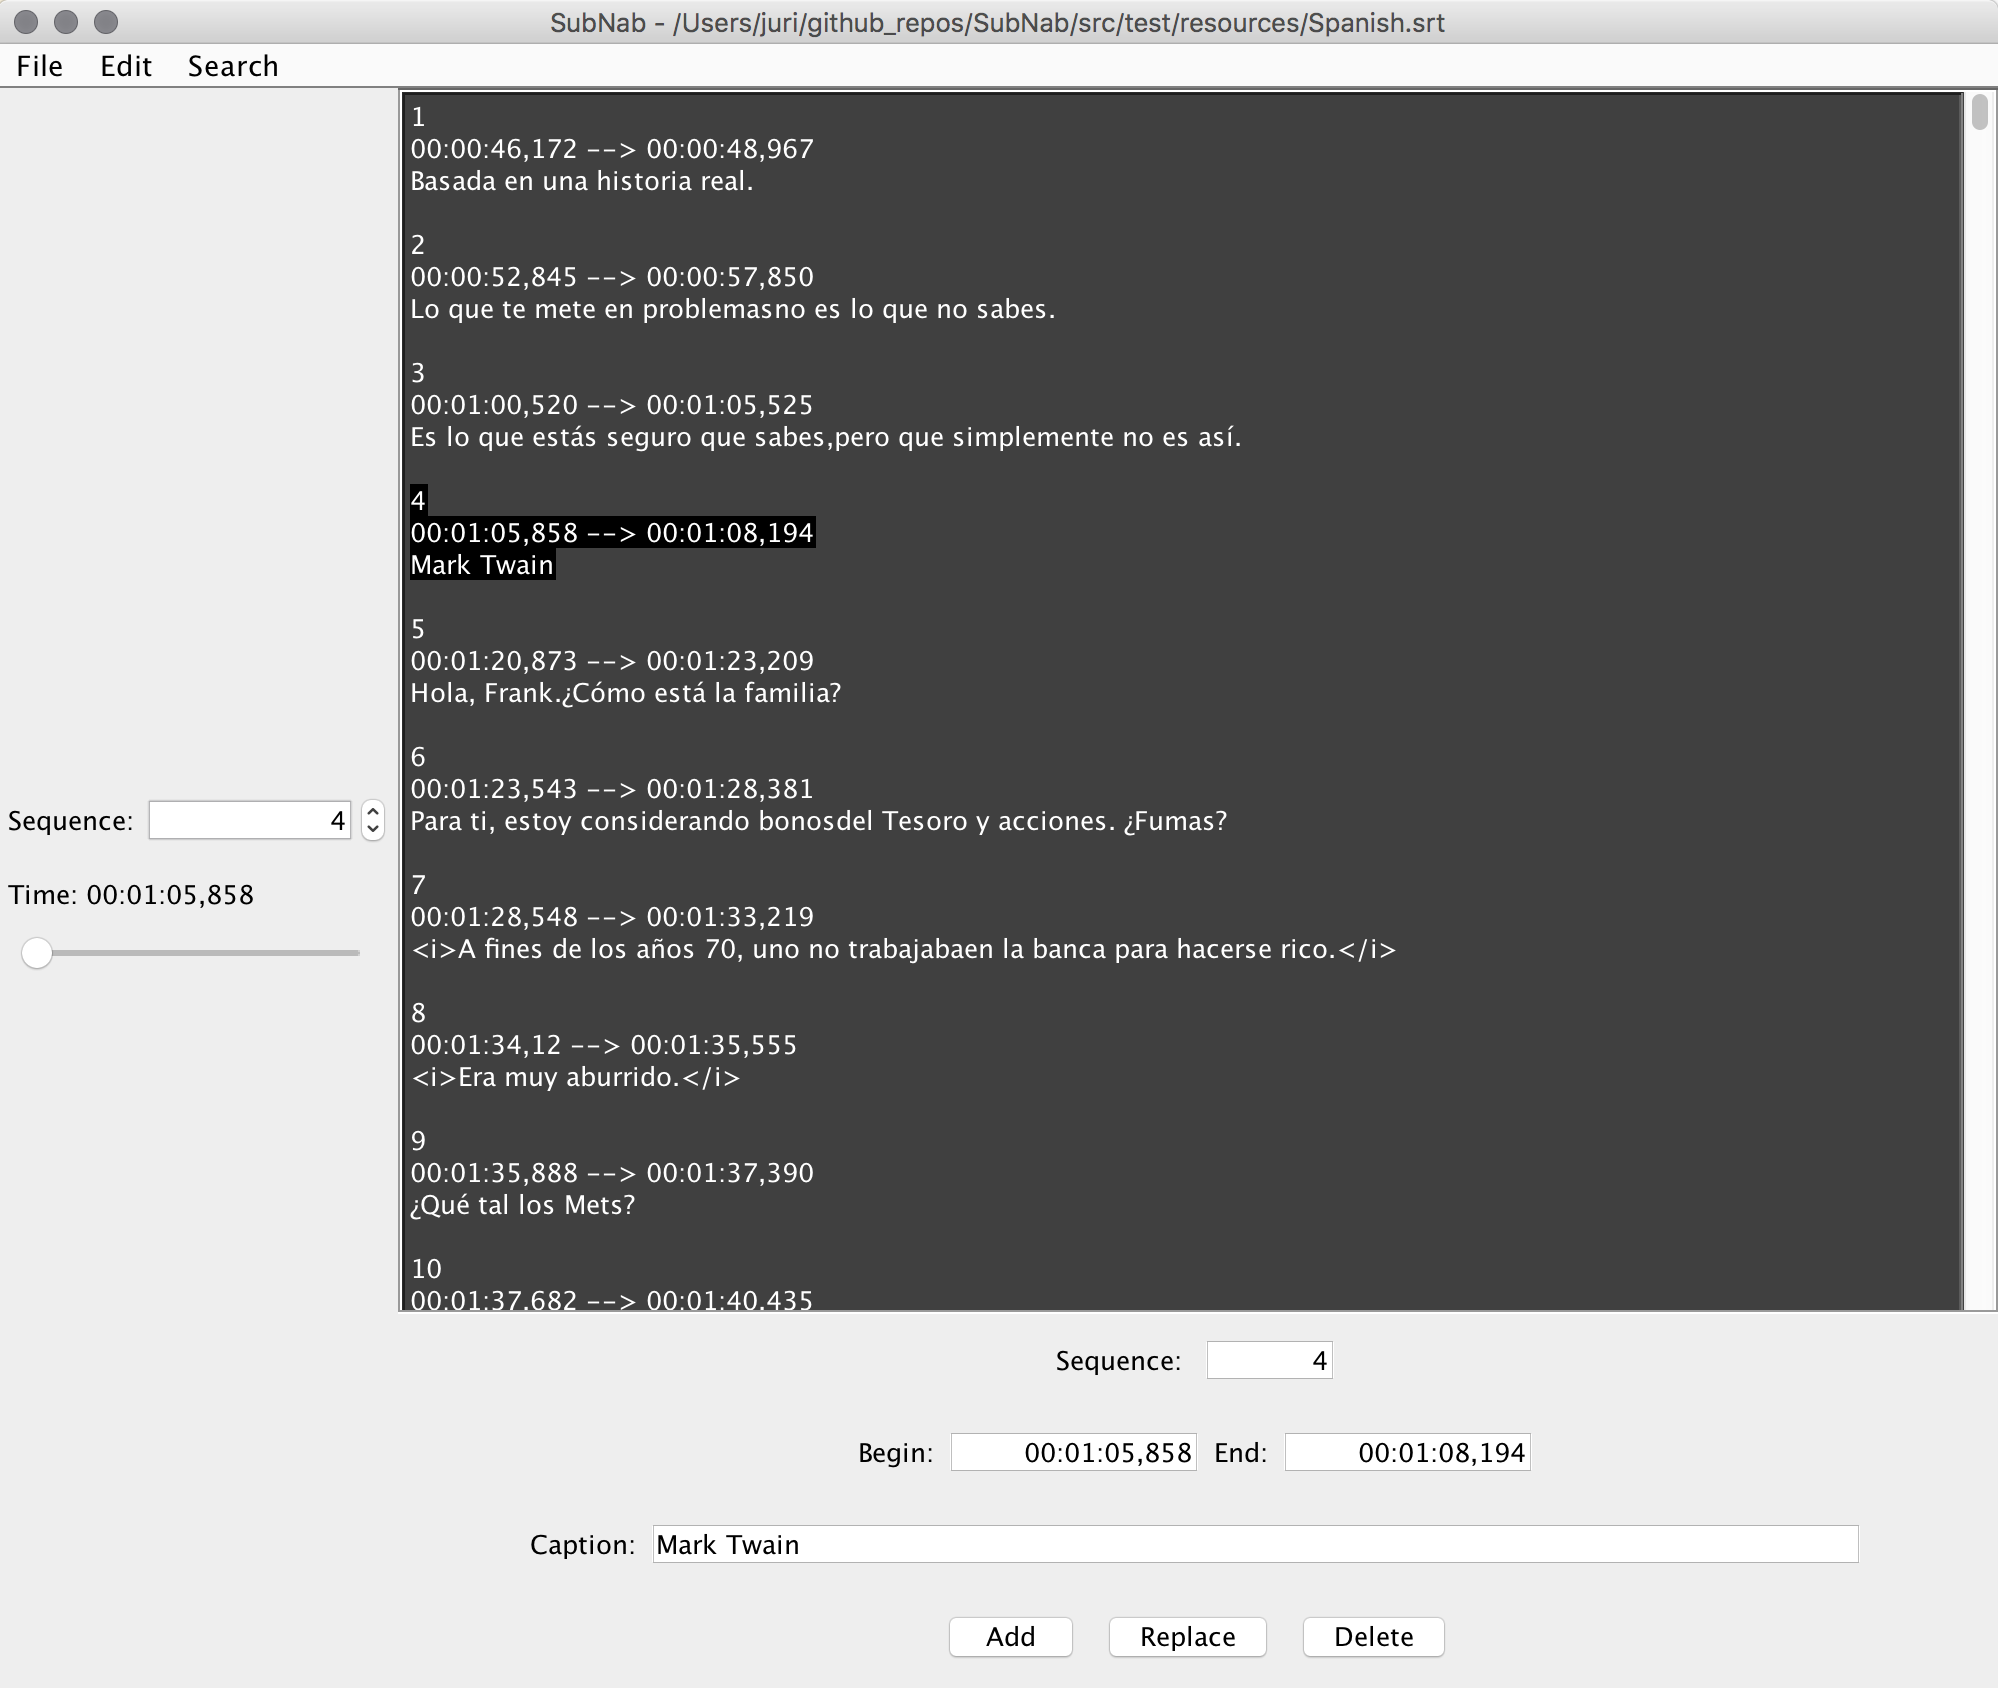 SubNab - /Users/juri/github_repos/SubNab/src/test/resources/Spanish.srt
File Edit Search
1
00:00:46,172 --> 00:00:48,967
Basada en una historia real.
2
00:00:52,845 --> 00:00:57,850
Lo que te mete en problemasno es lo que no sabes.
3
00:01:00,520 --> 00:01:05,525
Es lo que estás seguro que sabes,pero que simplemente no es así.
4
00:01:05,858 --> 00:01:08,194
Mark Twain
5
00:01:20,873 --> 00:01:23,209
Hola, Frank.¿Cómo está la familia?
6
00:01:23,543 --> 00:01:28,381
Para ti, estoy considerando bonosdel Tesoro y acciones. ¿Fumas?
7
00:01:28,548 --> 00:01:33,219
<i>A fines de los años 70, uno no trabajabaen la banca para hacerse rico.</i>
8
00:01:34,12 --> 00:01:35,555
<i>Era muy aburrido.</i>
9
00:01:35,888 --> 00:01:37,390
¿Qué tal los Mets?
10
00:01:37,682 --> 00:01:40,435
Sequence: 4
Time: 00:01:05,858
Sequence: 4
Begin: 00:01:05,858 End: 00:01:08,194
Caption: Mark Twain
Add Replace Delete